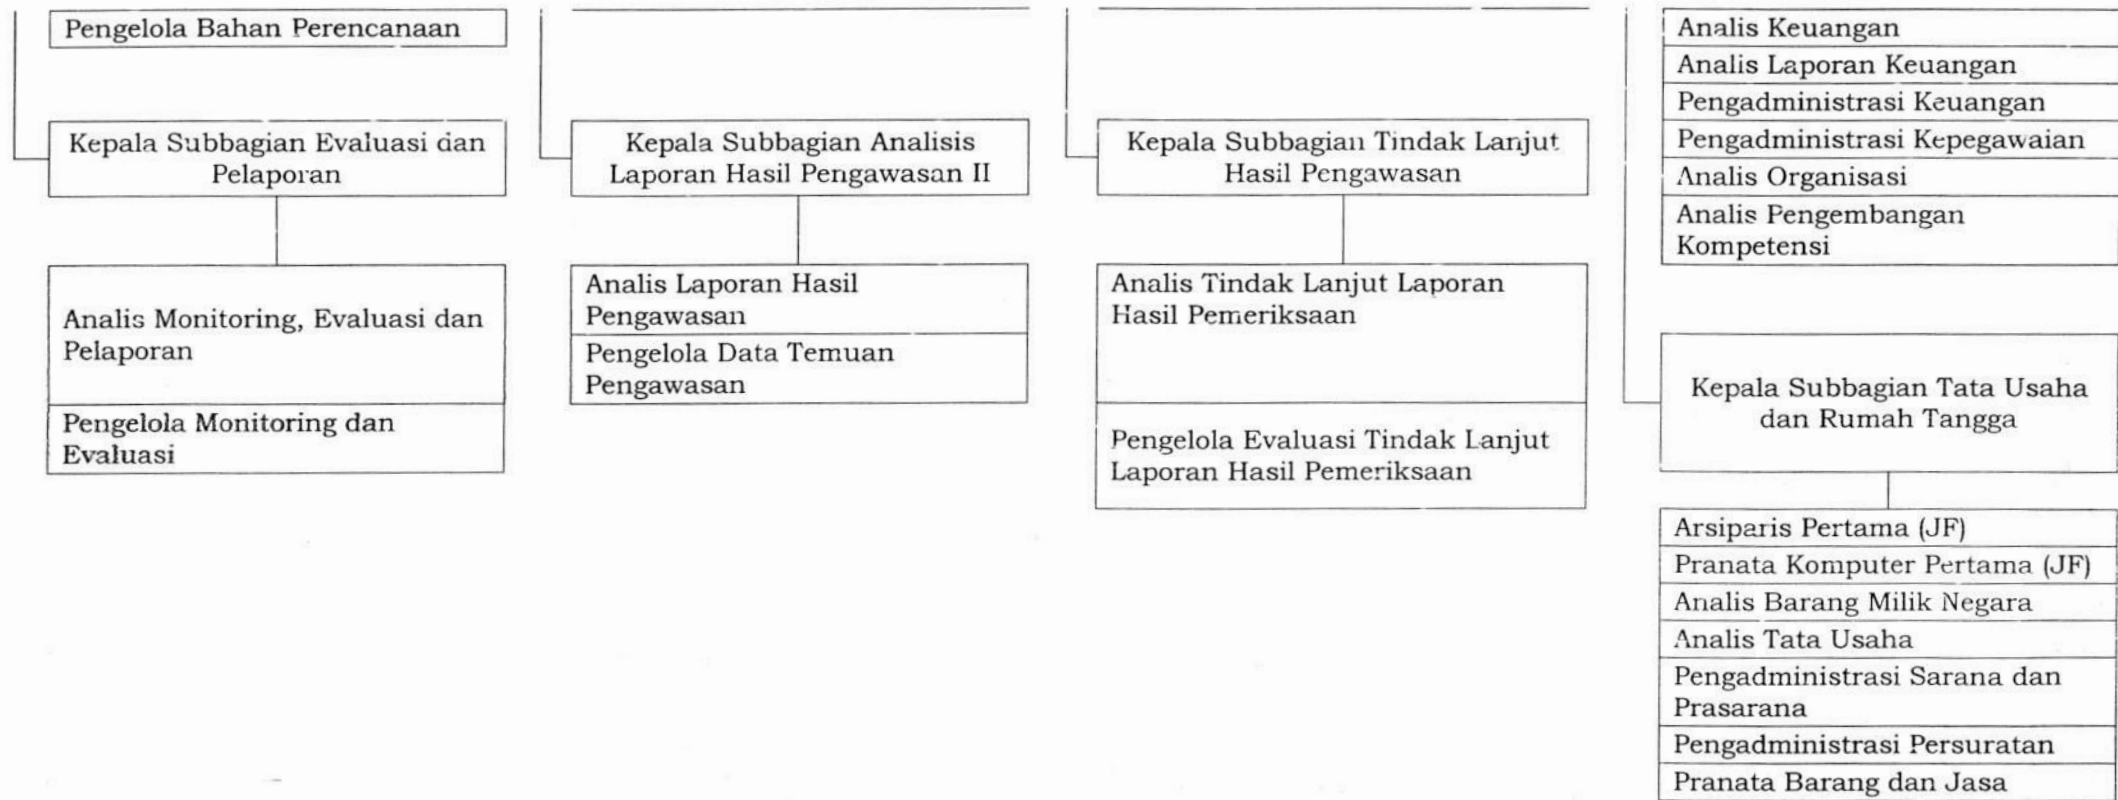 Pengelola Bahan Perencanaan
Kepala Subbagian Evaluasi dan
Pelaporan
Analis Monitoring, Evaluasi dan
Pelaporan
Pengelola Monitoring dan
Evaluasi
Kepala Subbagian Analisis
Laporan Hasil Pengawasan II
Analis Laporan Hasil
Pengawasan
Pengelola Data Temuan
Pengawasan
Kepala Subbagian Tindak Lanjut
Hasil Pengawasan
Analis Tindak Lanjut Laporan
Hasil Pemeriksaan
Pengelola Evaluasi Tindak Lanjut
Laporan Hasil Pemeriksaan
Analis Keuangan
Analis Laporan Keuangan
Pengadministrasi Keuangan
Pengadministrasi Kepegawaian
Analis Organisasi
Analis Pengembangan
Kompetensi
Kepala Subbagian Tata Usaha
dan Rumah Tangga
Arsiparis Pertama (JF)
Pranata Komputer Pertama (JF)
Analis Barang Milik Negara
Analis Tata Usaha
Pengadministrasi Sarana dan
Prasarana
Pengadministrasi Persuratan
Pranata Barang dan Jasa